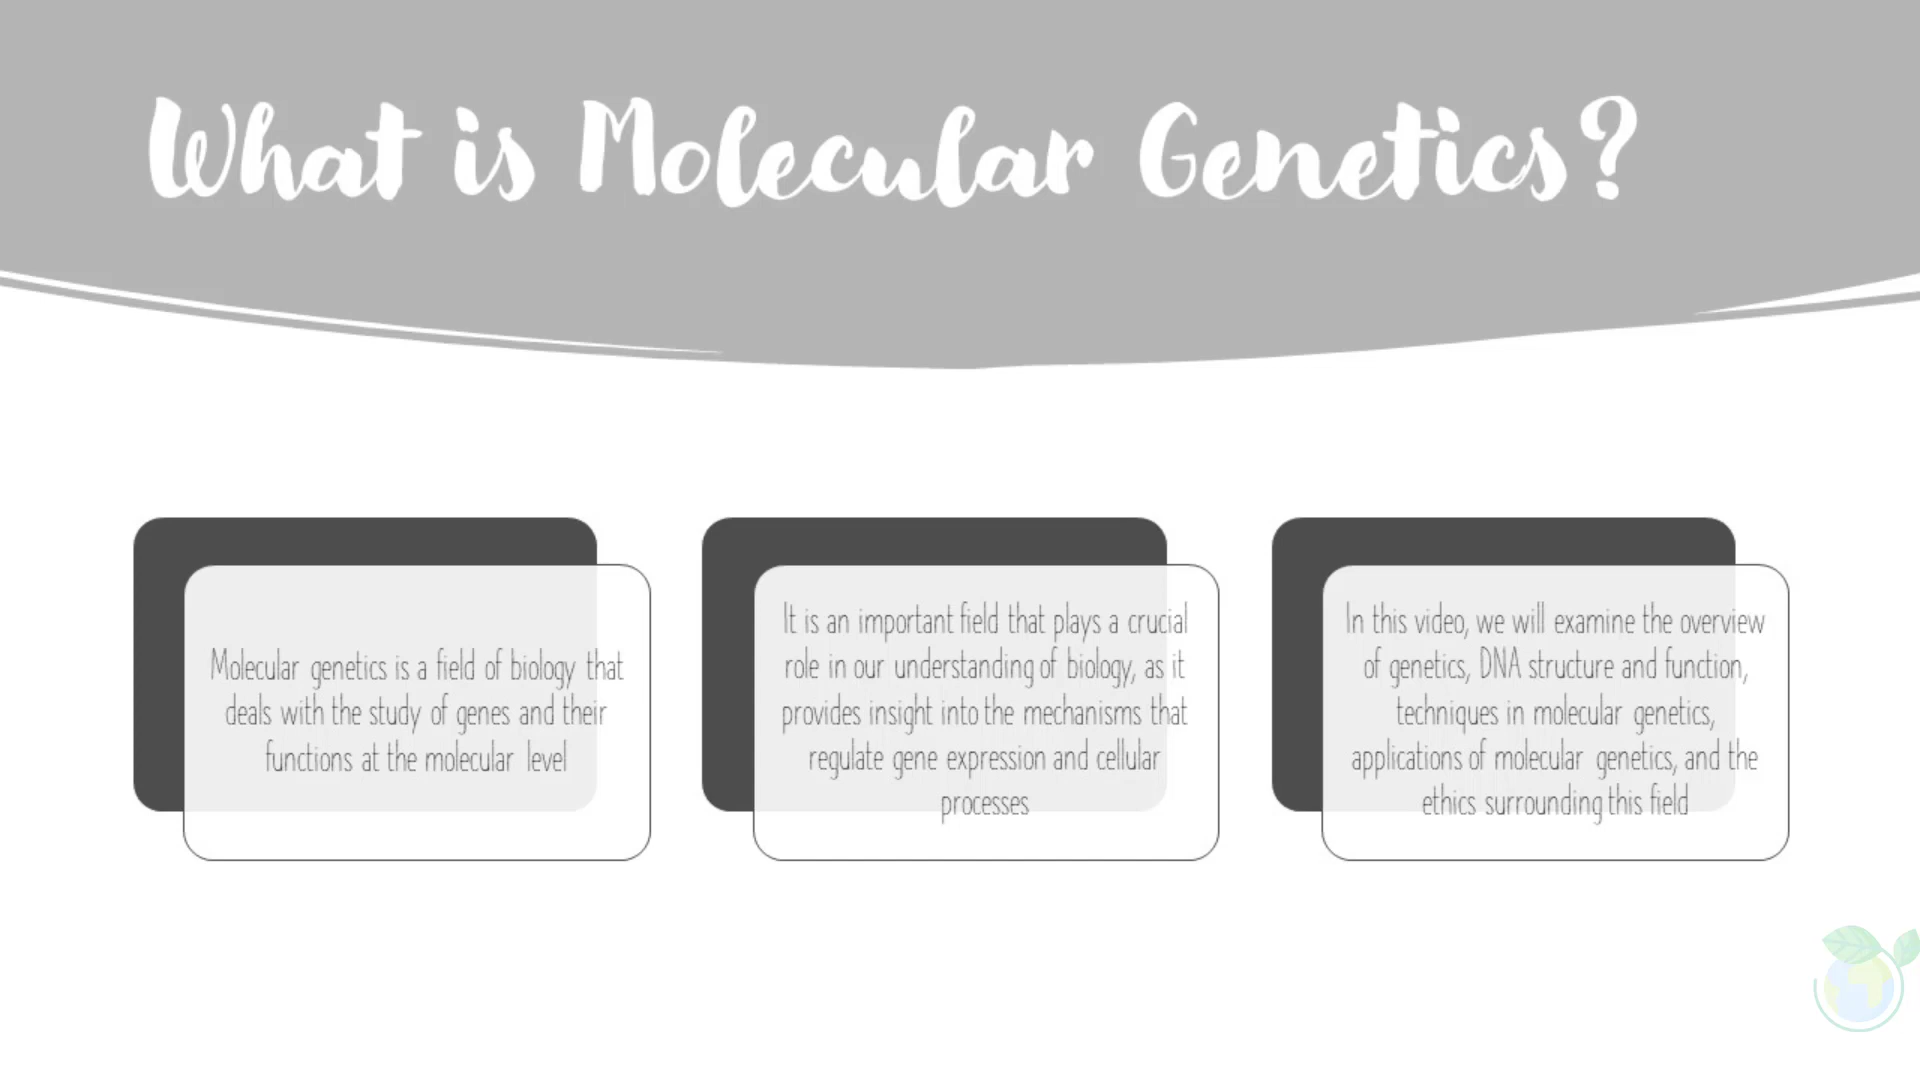 What is Molecular Genetics?
Molecular genetics is a field of biology that
deals with the study of genes and their
functions at the molecular level
It is an important field that plays a crucial
role in our understanding of biology, as it
provides insight into the mechanisms that
regulate gene expression and cellular
processes
In this video, we will examine the overview
of genetics, DNA structure and function,
techniques in molecular genetics,
applications of molecular genetics, and the
ethics surrounding this field